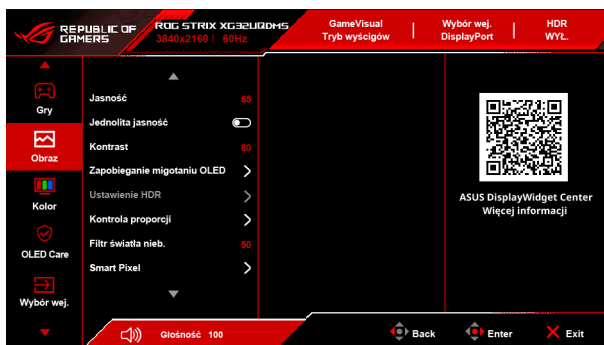 REPUBLIC OF
GAMERS
ROG STRIX XG32UQDMS
3840x2160 | 60Hz
GameVisual
Tryb wyścigów
Wybór wej.
DisplayPort
HDR
WYŁ.
Gry
Obraz
Kolor
OLED Care
Wybór wej.
Jasność 65
Jednolita jasność
Kontrast 80
Zapobieganie migotaniu OLED
Ustawienie HDR
Kontrola proporcji
Filtr światła nieb. 50
Smart Pixel
ASUS DisplayWidget Center
Więcej informacji
Głośność 100
Back
Enter
Exit